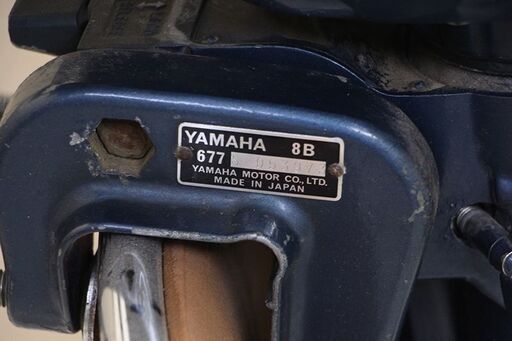 YAMAHA 8B
677
YAMAHA MOTOR CO., LTD.
MADE IN JAPAN